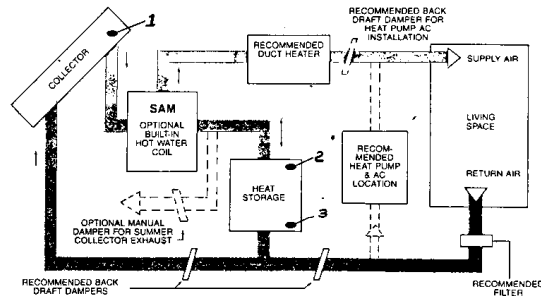 1
COLLECTOR
RECOMMENDED
DUCT HEATER
RECOMMENDED BACK
DRAFT DAMPER FOR
HEAT PUMP AC
INSTALLATION
SUPPLY AIR
LIVING
SPACE
RETURN AIR
SAM
OPTIONAL
BUILT-IN
HOT WATER
COIL
2
HEAT
STORAGE
3
RECOM-
MENDED
HEAT PUMP
& AC
LOCATION
OPTIONAL MANUAL
DAMPER FOR SUMMER
COLLECTOR EXHAUST
RECOMMENDED BACK
DRAFT DAMPERS
RECOMMENDED
FILTER